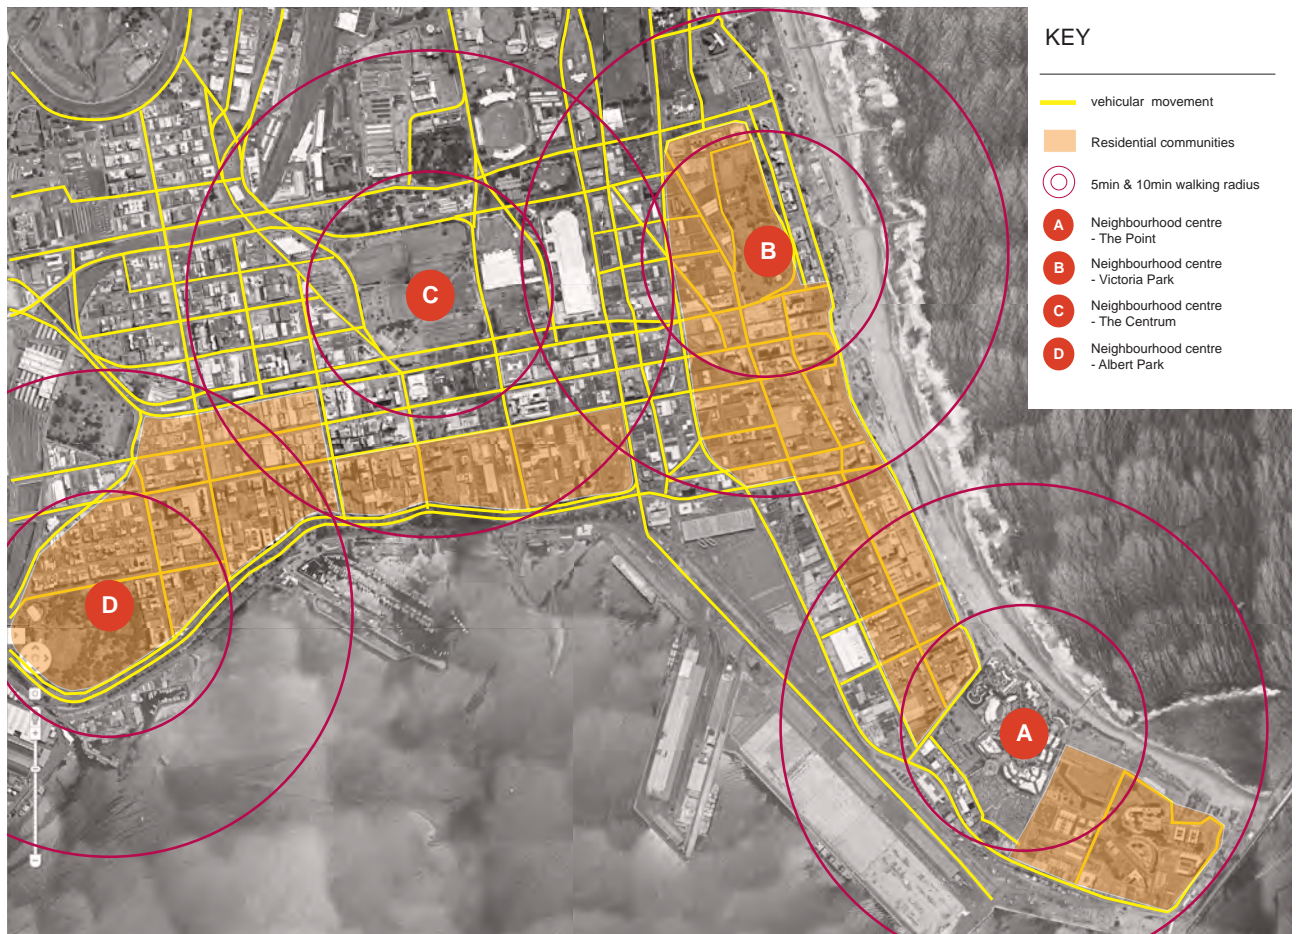 KEY
vehicular movement
Residential communities
5min & 10min walking radius
A
Neighbourhood centre
- The Point
B
Neighbourhood centre
- Victoria Park
C
Neighbourhood centre
- The Centrum
D
Neighbourhood centre
- Albert Park
B
C
D
A